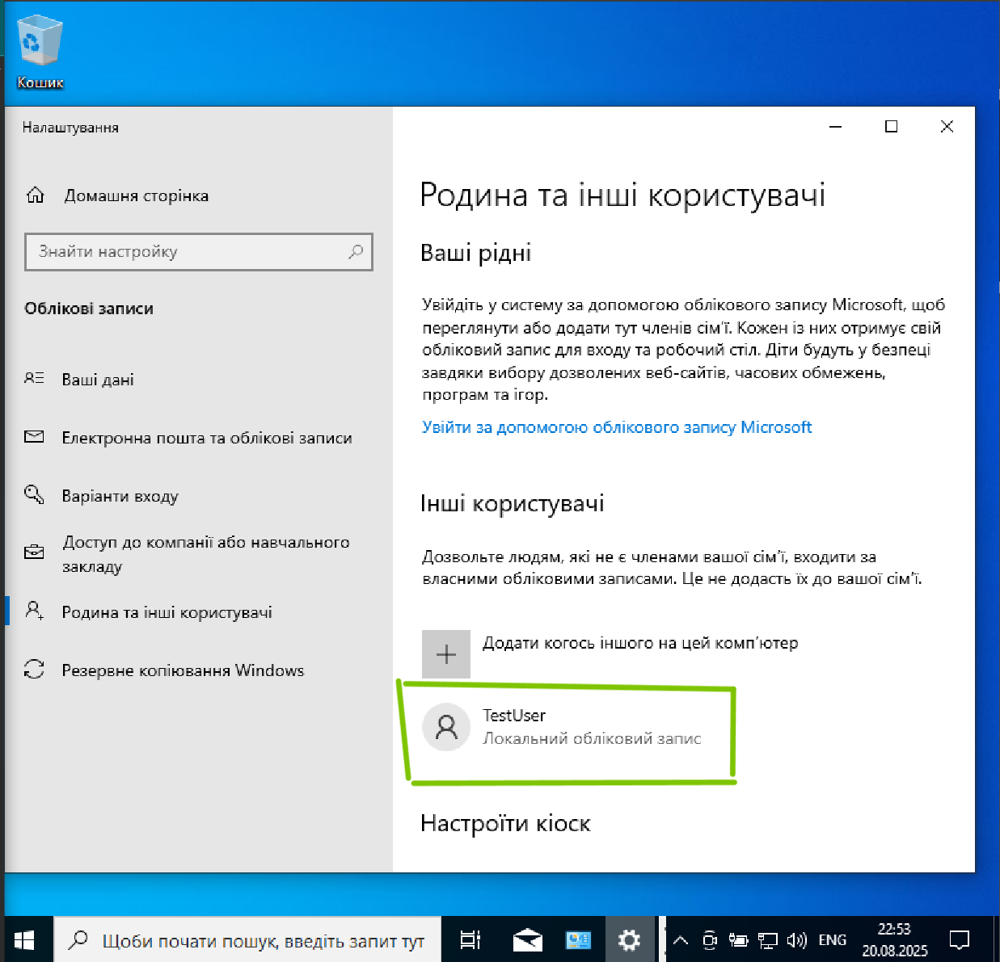 Кошик
Налаштування
Домашня сторінка
Знайти настройку
Облікові записи
Ваші дані
Електронна пошта та облікові записи
Варіанти входу
Доступ до компанії або навчального
закладу
Родина та інші користувачі
Резервне копіювання Windows
Родина та інші користувачі
Ваші рідні
Увійдіть у систему за допомогою облікового запису Microsoft, щоб
переглянути або додати тут членів сім’ї. Кожен із них отримує свій
обліковий запис для входу та робочий стіл. Діти будуть у безпеці
завдяки вибору дозволених веб-сайтів, часових обмежень,
програм та ігор.
Увійти за допомогою облікового запису Microsoft
Інші користувачі
Дозвольте людям, які не є членами вашої сім’ї, входити за
власними обліковими записами. Це не додасть їх до вашої сім’ї.
Додати когось іншого на цей комп’ютер
TestUser
Локальний обліковий запис
Настроїти кіоск
Щоби почати пошук, введіть запит тут
ENG
22:53
20.08.2025